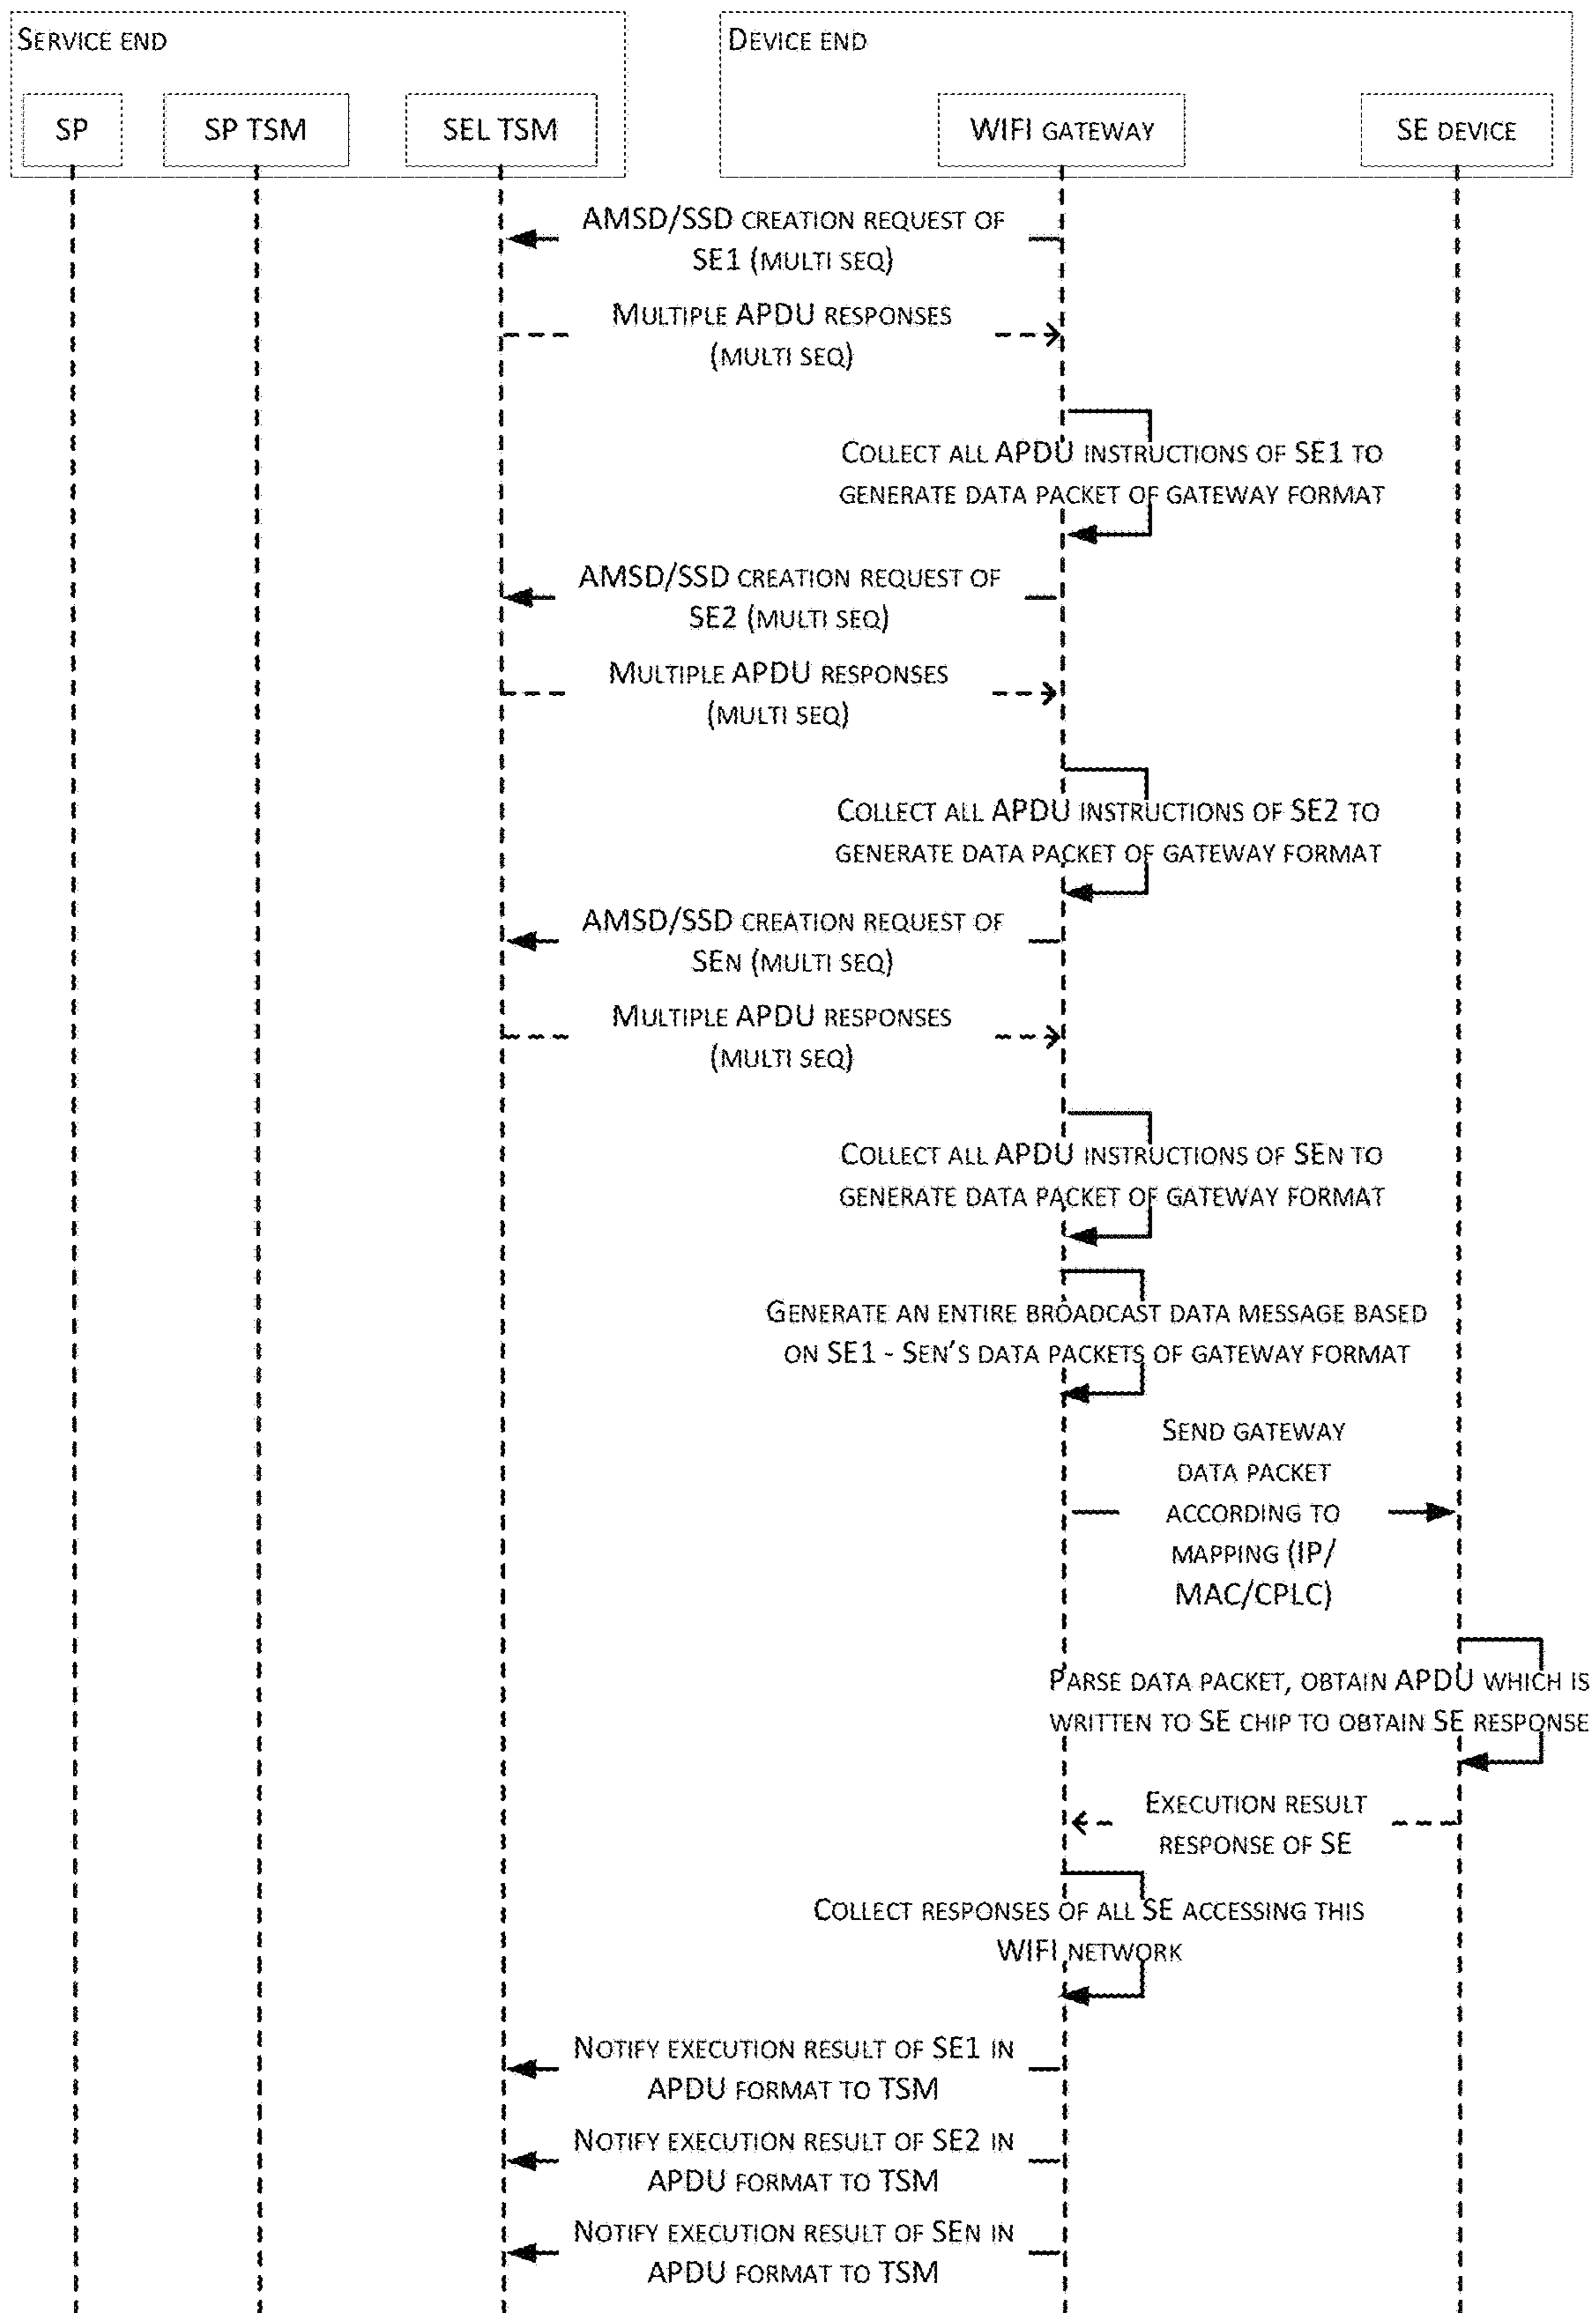 SERVICE END
DEVICE END
SP
SP TSM
SEI TSM
WIFI GATEWAY
SE DEVICE
AMSD/SSD CREATION REQUEST OF
SE1 (MULTI SEQ)
MULTIPLE APDU RESPONSES
(MULTI SEQ)
COLLECT ALL APDU INSTRUCTIONS OF SE1 TO
GENERATE DATA PACKET OF GATEWAY FORMAT
AMSD/SSD CREATION REQUEST OF
SE2 (MULTI SEQ)
MULTIPLE APDU RESPONSES
(MULTI SEQ)
COLLECT ALL APDU INSTRUCTIONS OF SE2 TO
GENERATE DATA PACKET OF GATEWAY FORMAT
AMSD/SSD CREATION REQUEST OF
SEN (MULTI SEQ)
MULTIPLE APDU RESPONSES
(MULTI SEQ)
COLLECT ALL APDU INSTRUCTIONS OF SEN TO
GENERATE DATA PACKET OF GATEWAY FORMAT
GENERATE AN ENTIRE BROADCAST DATA MESSAGE BASED
ON SE1 - SEN'S DATA PACKETS OF GATEWAY FORMAT
SEND GATEWAY
DATA PACKET
ACCORDING TO
MAPPING (IP/
MAC/CPLC)
PARSE DATA PACKET, OBTAIN APDU WHICH IS
WRITTEN TO SE CHIP TO OBTAIN SE RESPONSE
EXECUTION RESULT
RESPONSE OF SE
COLLECT RESPONSES OF ALL SE ACCESSING THIS
WIFI NETWORK
NOTIFY EXECUTION RESULT OF SE1 IN
APDU FORMAT TO TSM
NOTIFY EXECUTION RESULT OF SE2 IN
APDU FORMAT TO TSM
NOTIFY EXECUTION RESULT OF SEN IN
APDU FORMAT TO TSM